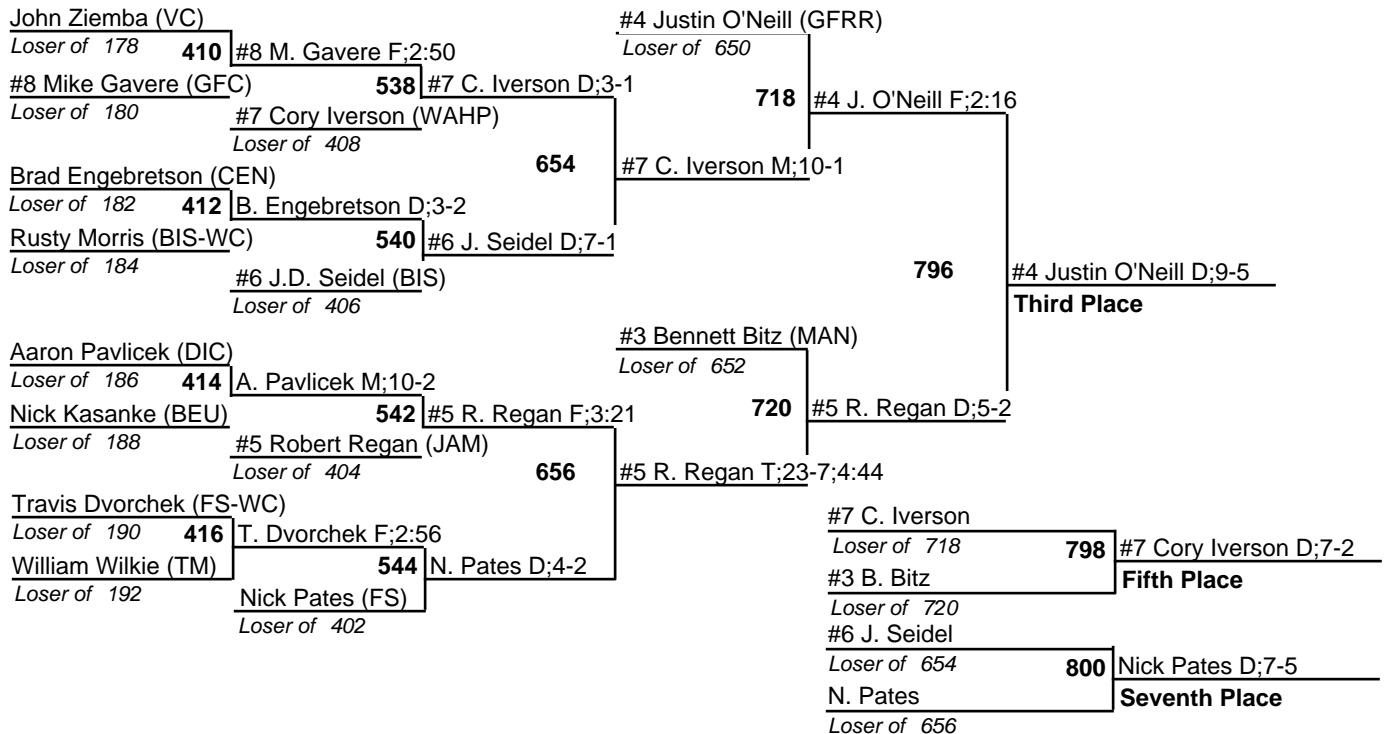 John Ziemba (VC)
Loser of 178
410
#8 M. Gavere F;2:50
#8 Mike Gavere (GFC)
Loser of 180
538
#7 C. Iverson D;3-1
#7 Cory Iverson (WAHP)
Loser of 408
Brad Engebretson (CEN)
Loser of 182
412
B. Engebretson D;3-2
Rusty Morris (BIS-WC)
Loser of 184
540
#6 J. Seidel D;7-1
#6 J.D. Seidel (BIS)
Loser of 406
654
#7 C. Iverson M;10-1
#4 Justin O'Neill (GFRR)
Loser of 650
718
#4 J. O'Neill F;2:16
Aaron Pavlicek (DIC)
Loser of 186
414
A. Pavlicek M;10-2
Nick Kasanke (BEU)
Loser of 188
542
#5 R. Regan F;3:21
#5 Robert Regan (JAM)
Loser of 404
Travis Dvorchek (FS-WC)
Loser of 190
416
T. Dvorchek F;2:56
William Wilkie (TM)
Loser of 192
544
N. Pates D;4-2
Nick Pates (FS)
Loser of 402
656
#5 R. Regan T;23-7;4:44
#3 Bennett Bitz (MAN)
Loser of 652
720
#5 R. Regan D;5-2
796
#4 Justin O'Neill D;9-5
Third Place
#7 C. Iverson
Loser of 718
798
#7 Cory Iverson D;7-2
#3 B. Bitz
Fifth Place
Loser of 720
#6 J. Seidel
Loser of 654
800
Nick Pates D;7-5
N. Pates
Seventh Place
Loser of 656